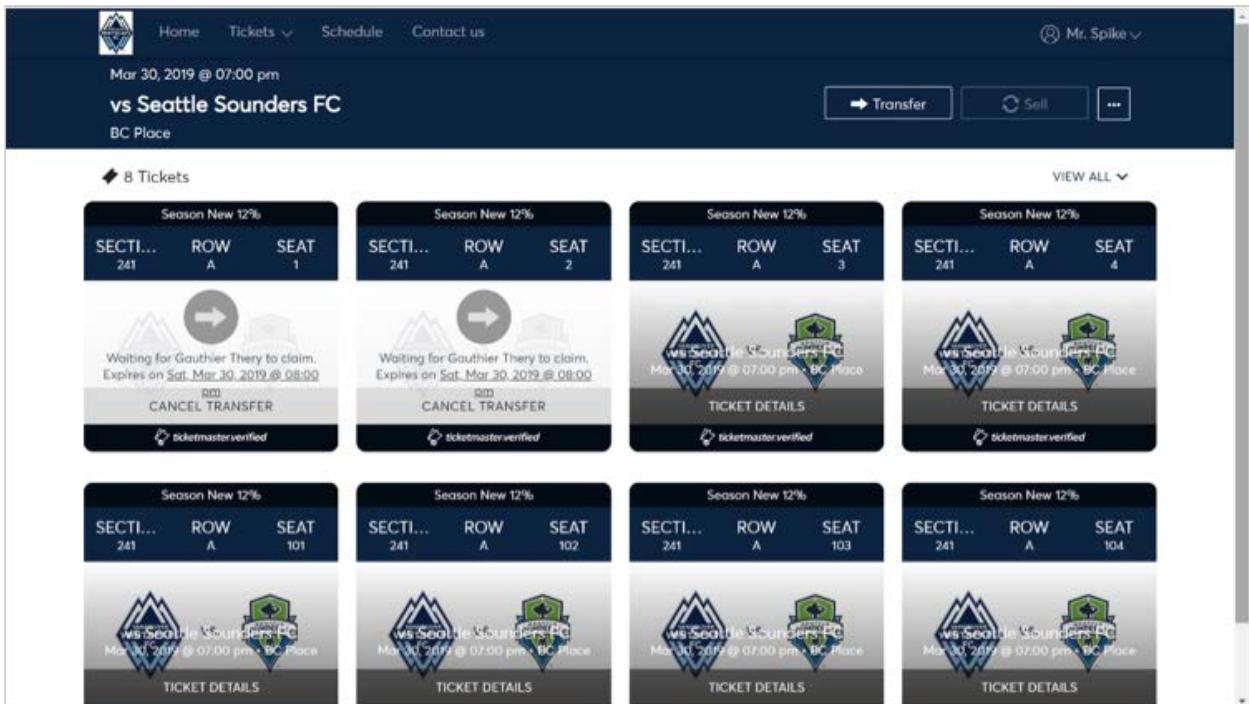 Home Tickets Schedule Contact us Mr. Spike
Mar 30, 2019 @ 07:00 pm
vs Seattle Sounders FC
BC Place
Transfer Sell ...
8 Tickets VIEW ALL
Season New 12% Season New 12% Season New 12% Season New 12%
SECTI... ROW SEAT SECTI... ROW SEAT SECTI... ROW SEAT SECTI... ROW SEAT
241 A 1 241 A 2 241 A 3 241 A 4
Waiting for Gauthier Thery to claim. Waiting for Gauthier Thery to claim. vs Seattle Sounders FC vs Seattle Sounders FC
Expires on Sat, Mar 30, 2019 @ 08:00 Expires on Sat, Mar 30, 2019 @ 08:00 Mar 30, 2019 @ 07:00 pm • BC Place Mar 30, 2019 @ 07:00 pm • BC Place
pm pm
CANCEL TRANSFER CANCEL TRANSFER TICKET DETAILS TICKET DETAILS
ticketmaster.verified ticketmaster.verified ticketmaster.verified ticketmaster.verified
Season New 12% Season New 12% Season New 12% Season New 12%
SECTI... ROW SEAT SECTI... ROW SEAT SECTI... ROW SEAT SECTI... ROW SEAT
241 A 101 241 A 102 241 A 103 241 A 104
vs Seattle Sounders FC vs Seattle Sounders FC vs Seattle Sounders FC vs Seattle Sounders FC
Mar 30, 2019 @ 07:00 pm • BC Place Mar 30, 2019 @ 07:00 pm • BC Place Mar 30, 2019 @ 07:00 pm • BC Place Mar 30, 2019 @ 07:00 pm • BC Place
TICKET DETAILS TICKET DETAILS TICKET DETAILS TICKET DETAILS